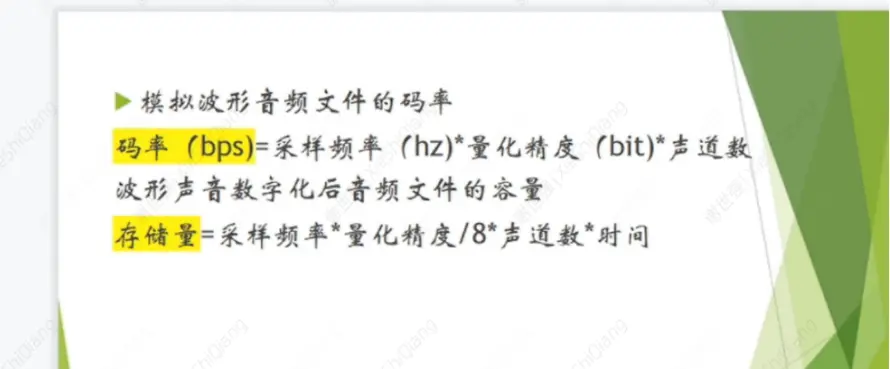 模拟波形音频文件的码率
码率（bps)=采样频率（hz)*量化精度（bit)*声道数
波形声音数字化后音频文件的容量
存储量=采样频率*量化精度/8*声道数*时间